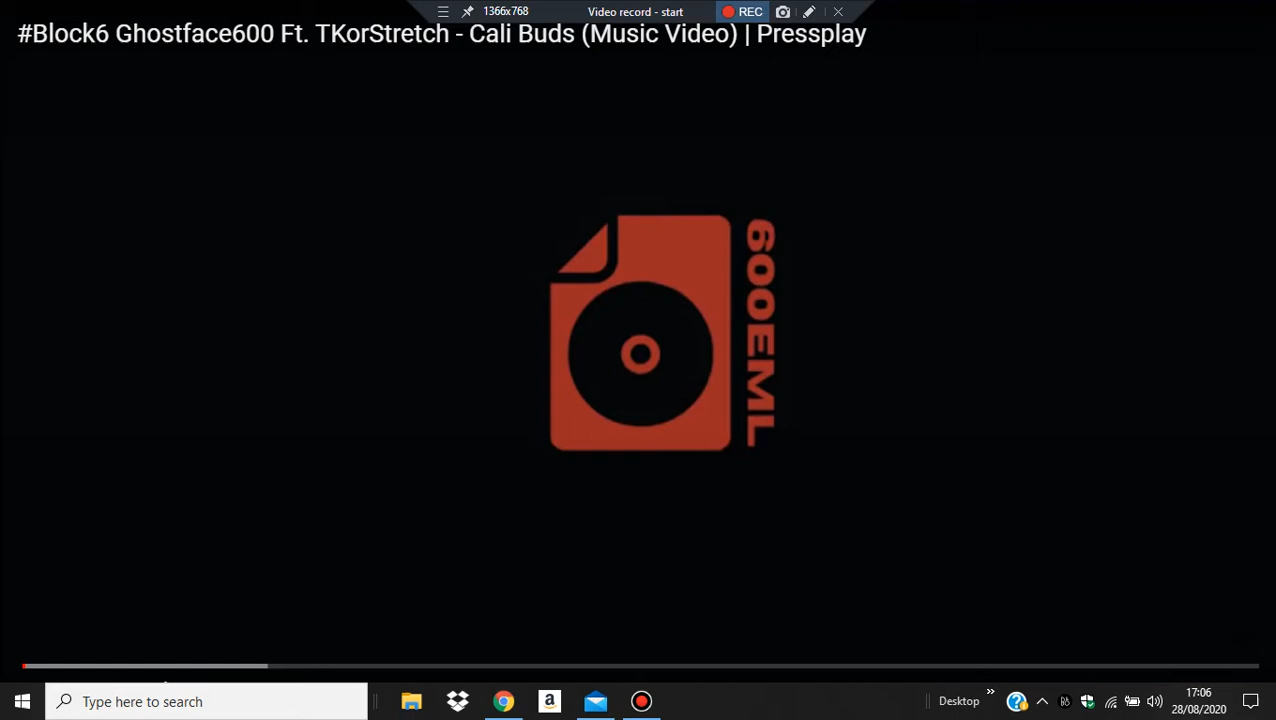 1366x768
Video record - start
REC
#Block6 Ghostface600 Ft. TKorStretch - Cali Buds (Music Video) | Pressplay
600EML
Type here to search
a
Desktop
17:06
28/08/2020